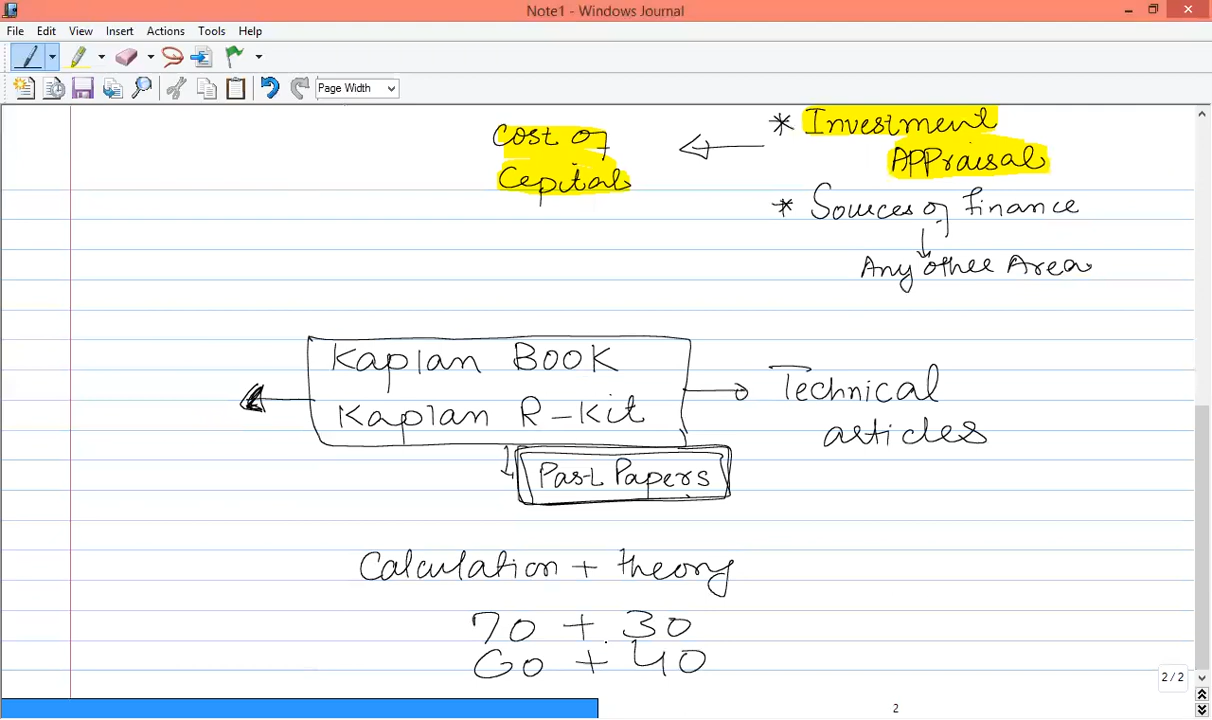 Note1 - Windows Journal
File Edit View Insert Actions Tools Help
Page Width
* Investment
Appraisal
Cost of
Cepital
* Sources of finance
Any othee Area
Kaplan BOOK
Kaplan R-Kit
Technical
articles
Past Papers
Calculation + theory
70 + 30
60 + 40
2 / 2
2